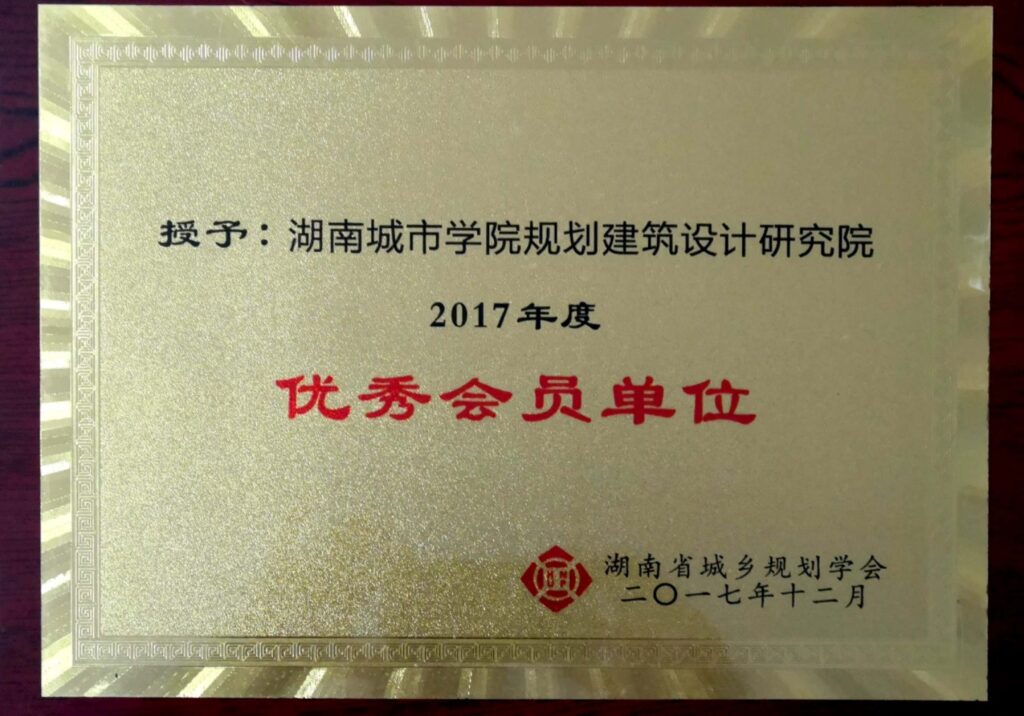 授予：湖南城市学院规划建筑设计研究院
2017年度
优秀会员单位
湖南省城乡规划学会
二〇一七年十二月